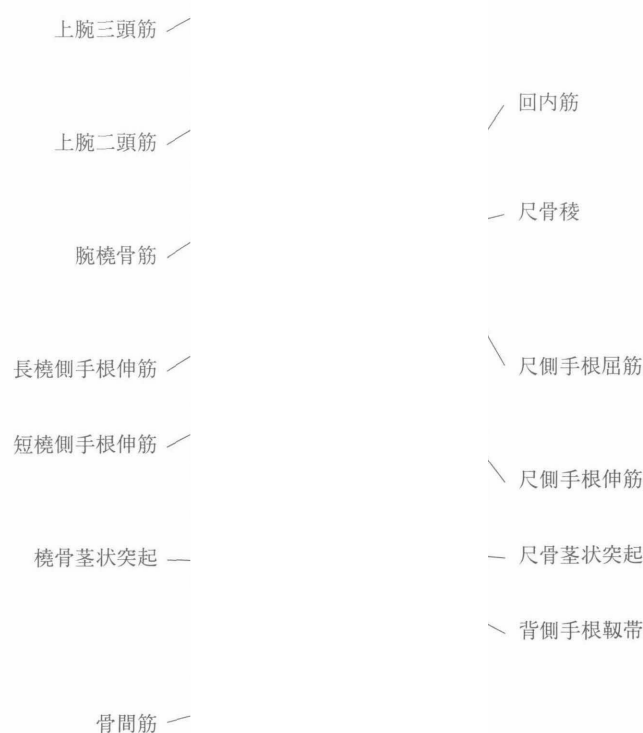 上腕三頭筋
上腕二頭筋
腕橈骨筋
長橈側手根伸筋
短橈側手根伸筋
橈骨茎状突起
骨間筋
回内筋
尺骨稜
尺側手根屈筋
尺側手根伸筋
尺骨茎状突起
背側手根靱帯